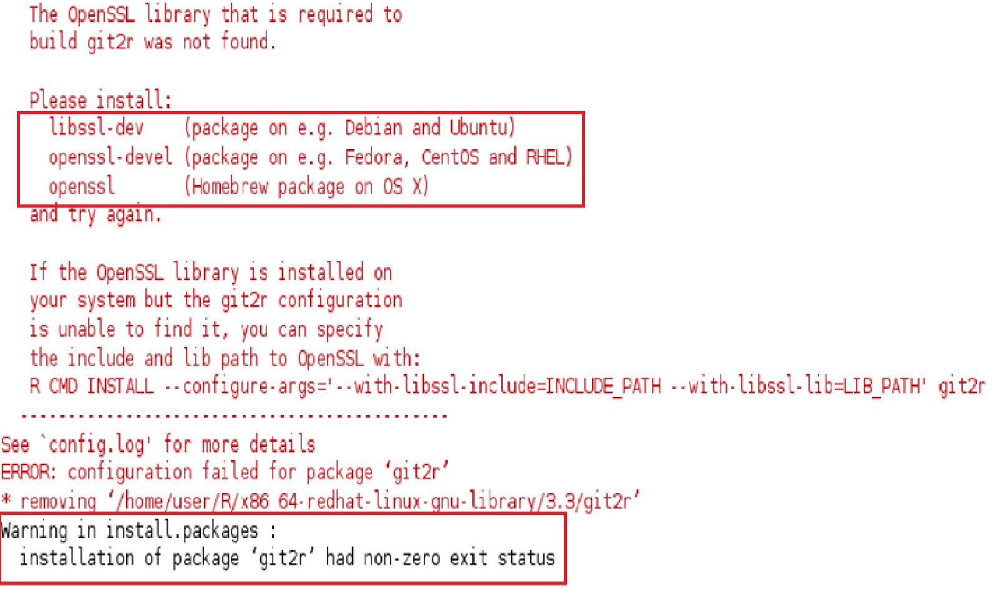 The OpenSSL library that is required to
build git2r was not found.
Please install:
libssl-dev (package on e.g. Debian and Ubuntu)
openssl-devel (package on e.g. Fedora, CentOS and RHEL)
openssl (Homebrew package on OS X)
and try again.
If the OpenSSL library is installed on
your system but the git2r configuration
is unable to find it, you can specify
the include and lib path to OpenSSL with:
R CMD INSTALL --configure-args='--with-libssl-include=INCLUDE_PATH --with-libssl-lib=LIB_PATH' git2r
---------------------------------------------
See `config.log' for more details
ERROR: configuration failed for package ‘git2r’
* removing ‘/home/user/R/x86_64-redhat-linux-gnu-library/3.3/git2r’
Warning in install.packages :
installation of package ‘git2r’ had non-zero exit status